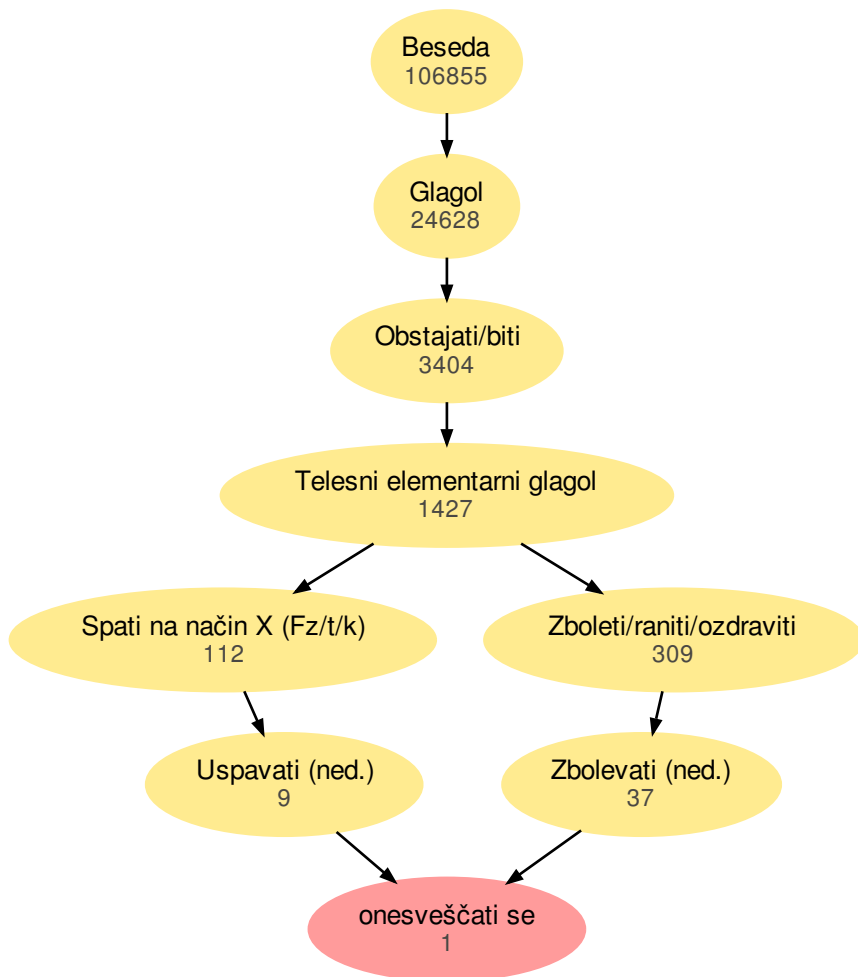 Beseda
106855
Glagol
24628
Obstajati/biti
3404
Telesni elementarni glagol
1427
Spati na način X (Fz/t/k)
112
Zboleti/raniti/ozdraviti
309
Uspavati (ned.)
9
Zbolevati (ned.)
37
onesveščati se
1